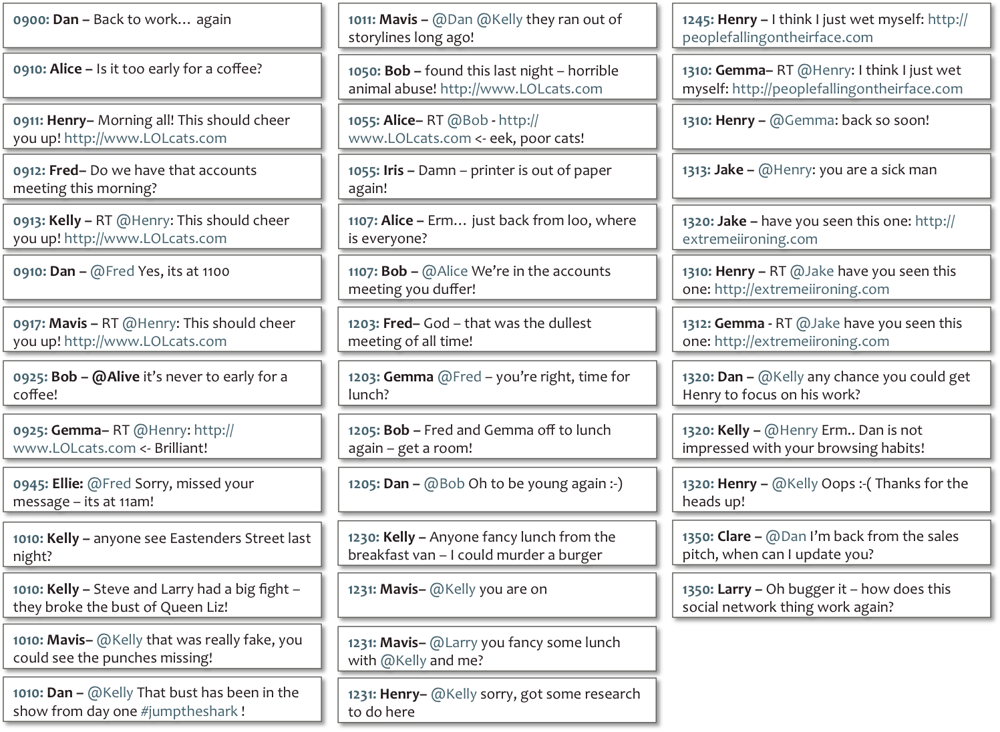 0900: Dan – Back to work… again
0910: Alice – Is it too early for a coffee?
0911: Henry– Morning all! This should cheer
you up! http://www.LOLcats.com
0912: Fred– Do we have that accounts
meeting this morning?
0913: Kelly – RT @Henry: This should cheer
you up! http://www.LOLcats.com
0910: Dan – @Fred Yes, its at 1100
0917: Mavis – RT @Henry: This should cheer
you up! http://www.LOLcats.com
0925: Bob – @Alive it's never to early for a
coffee!
0925: Gemma– RT @Henry: http://
www.LOLcats.com <- Brilliant!
0945: Ellie: @Fred Sorry, missed your
message – its at 11am!
1010: Kelly – anyone see Eastenders Street last
night?
1010: Kelly – Steve and Larry had a big fight –
they broke the bust of Queen Liz!
1010: Mavis– @Kelly that was really fake, you
could see the punches missing!
1010: Dan – @Kelly That bust has been in the
show from day one #jumptheshark !
1011: Mavis – @Dan @Kelly they ran out of
storylines long ago!
1050: Bob – found this last night – horrible
animal abuse! http://www.LOLcats.com
1055: Alice– RT @Bob - http://
www.LOLcats.com <- eek, poor cats!
1055: Iris – Damn – printer is out of paper
again!
1107: Alice – Erm… just back from loo, where
is everyone?
1107: Bob – @Alice We're in the accounts
meeting you duffer!
1203: Fred– God – that was the dullest
meeting of all time!
1203: Gemma @Fred – you're right, time for
lunch?
1205: Bob – Fred and Gemma off to lunch
again – get a room!
1205: Dan – @Bob Oh to be young again :-)
1230: Kelly – Anyone fancy lunch from the
breakfast van – I could murder a burger
1231: Mavis– @Kelly you are on
1231: Mavis– @Larry you fancy some lunch
with @Kelly and me?
1231: Henry– @Kelly sorry, got some research
to do here
1245: Henry – I think I just wet myself: http://
peoplefallingontheirface.com
1310: Gemma– RT @Henry: I think I just wet
myself: http://peoplefallingontheirface.com
1310: Henry – @Gemma: back so soon!
1313: Jake – @Henry: you are a sick man
1320: Jake – have you seen this one: http://
extremeiironing.com
1310: Henry – RT @Jake have you seen this
one: http://extremeiironing.com
1312: Gemma - RT @Jake have you seen this
one: http://extremeiironing.com
1320: Dan – @Kelly any chance you could get
Henry to focus on his work?
1320: Kelly – @Henry Erm.. Dan is not
impressed with your browsing habits!
1320: Henry – @Kelly Oops :-( Thanks for the
heads up!
1350: Clare – @Dan I'm back from the sales
pitch, when can I update you?
1350: Larry – Oh bugger it – how does this
social network thing work again?